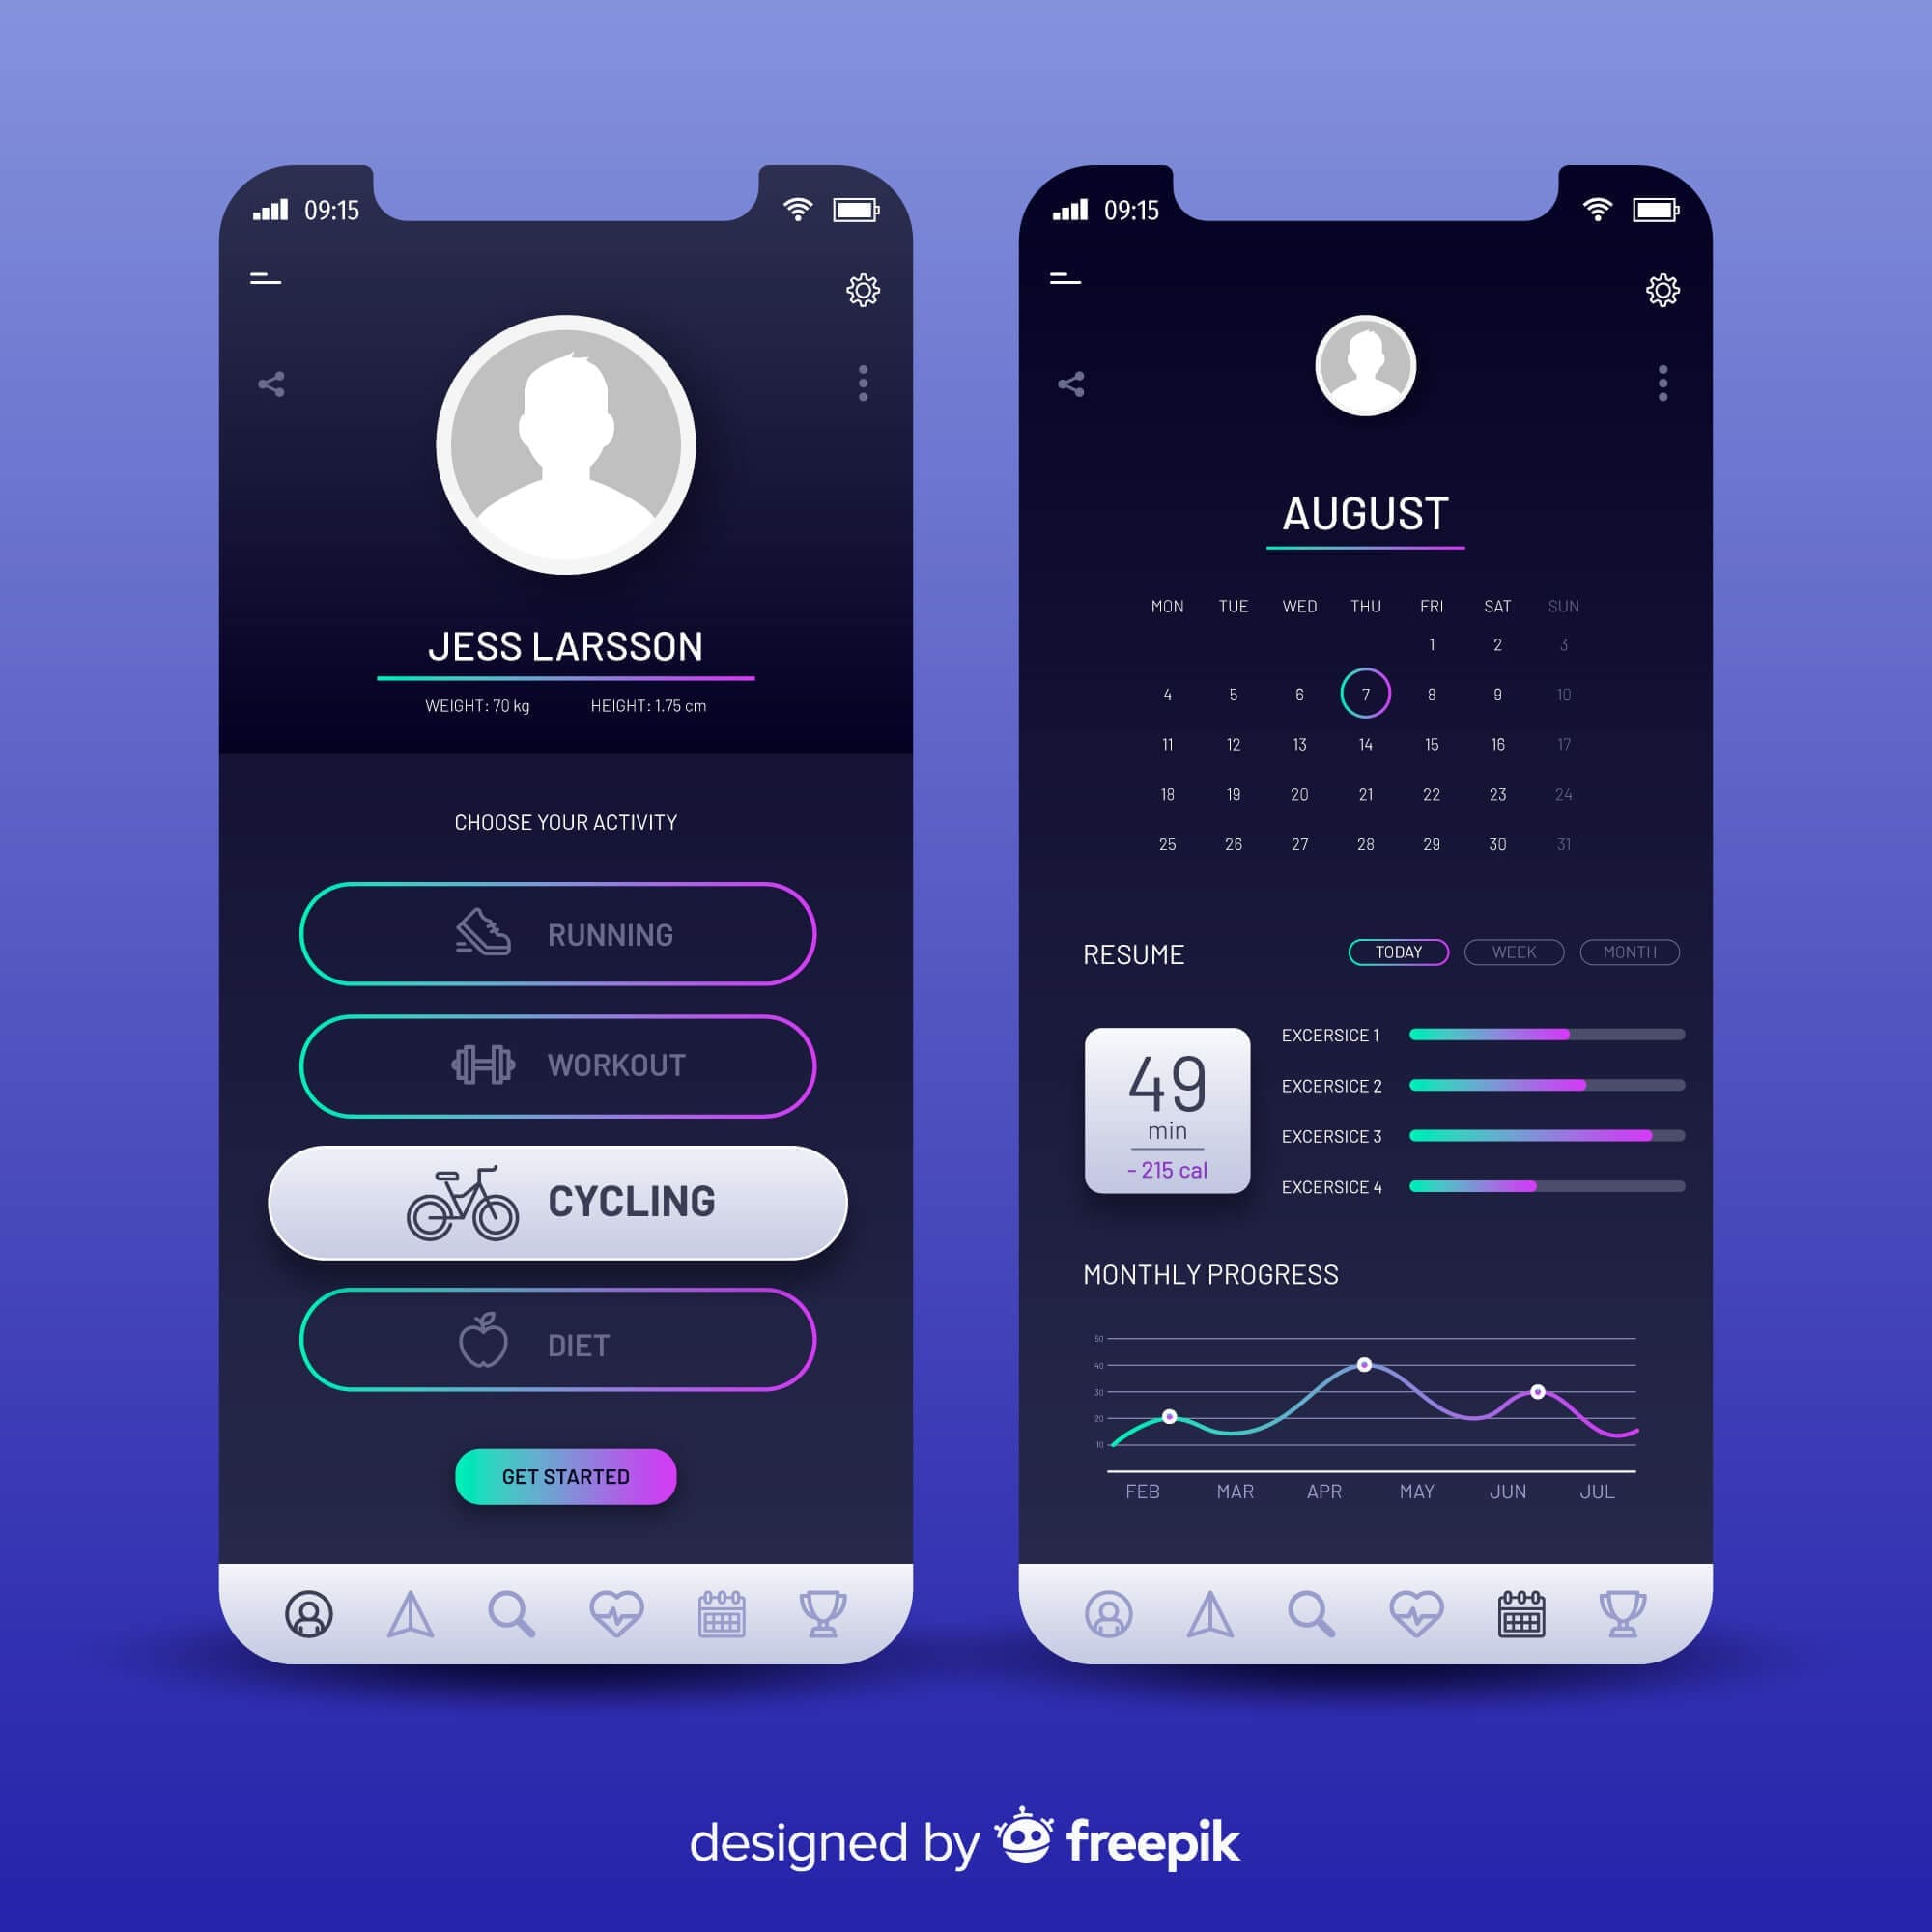 09:15
JESS LARSSON
WEIGHT: 70 kg HEIGHT: 1.75 cm
CHOOSE YOUR ACTIVITY
RUNNING
WORKOUT
CYCLING
DIET
GET STARTED
09:15
AUGUST
MON TUE WED THU FRI SAT SUN
1 2 3
4 5 6 7 8 9 10
11 12 13 14 15 16 17
18 19 20 21 22 23 24
25 26 27 28 29 30 31
RESUME TODAY WEEK MONTH
49
min
- 215 cal
EXCERSICE 1
EXCERSICE 2
EXCERSICE 3
EXCERSICE 4
MONTHLY PROGRESS
50
40
30
20
10
FEB MAR APR MAY JUN JUL
designed by freepik